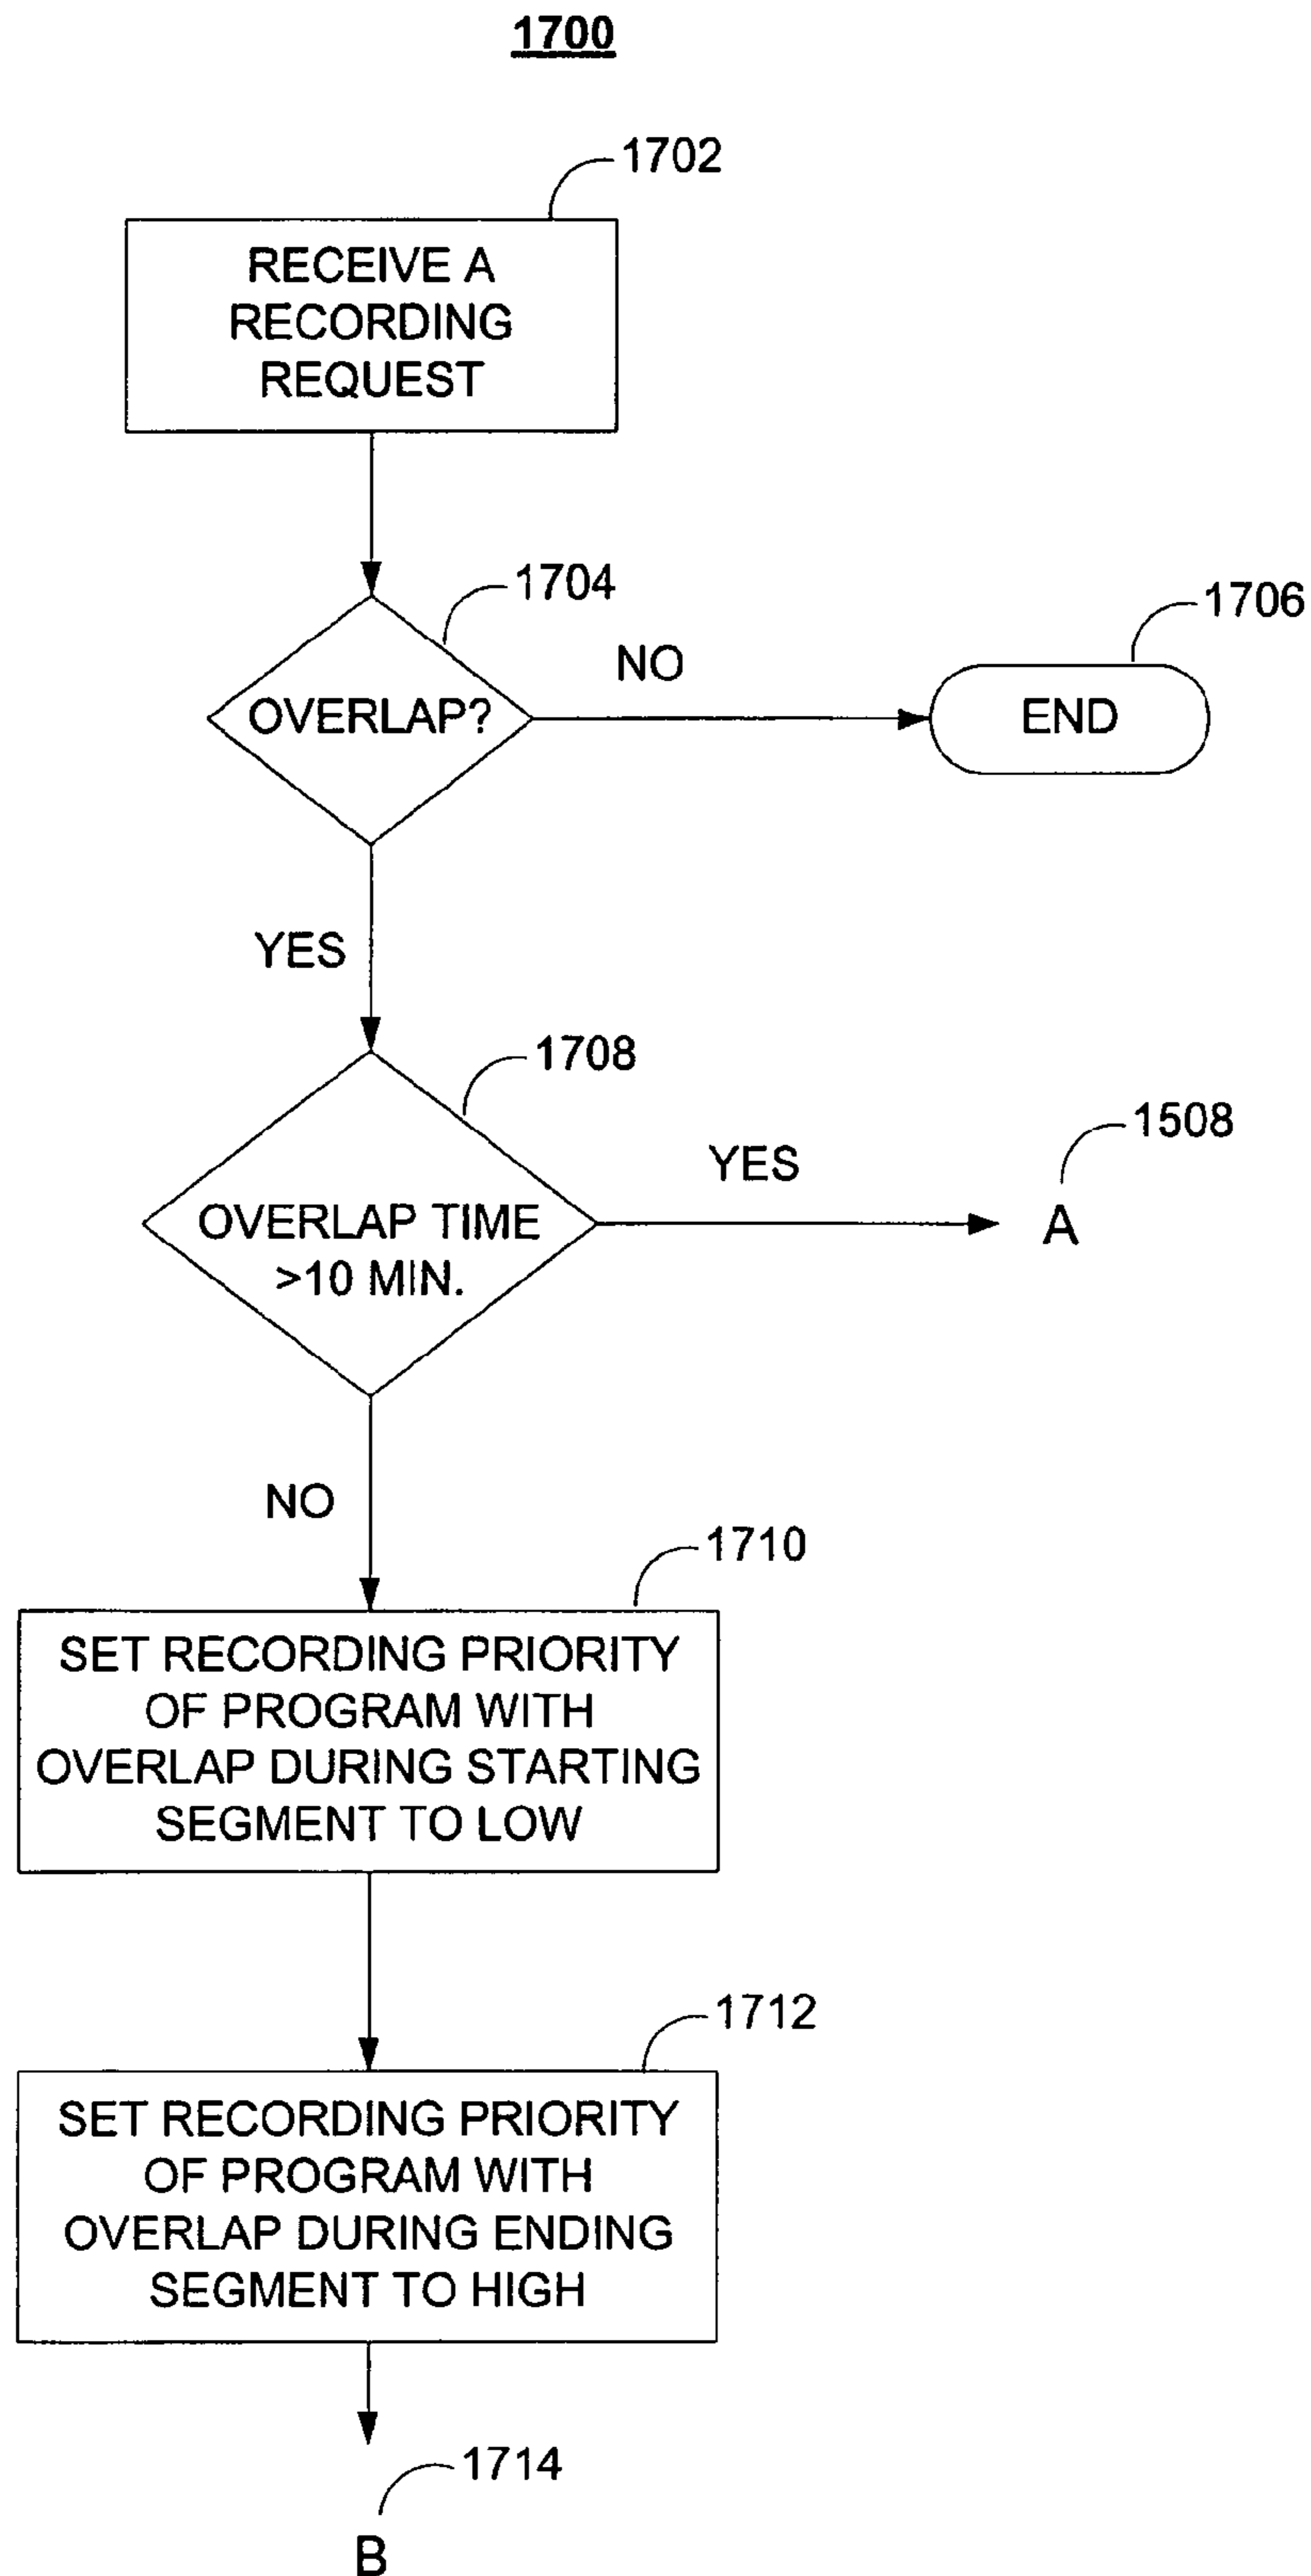 1700
1702
RECEIVE A
RECORDING
REQUEST
1704
OVERLAP?
NO
1706
END
YES
1708
OVERLAP TIME
>10 MIN.
YES
1508
A
NO
1710
SET RECORDING PRIORITY
OF PROGRAM WITH
OVERLAP DURING STARTING
SEGMENT TO LOW
1712
SET RECORDING PRIORITY
OF PROGRAM WITH
OVERLAP DURING ENDING
SEGMENT TO HIGH
1714
B